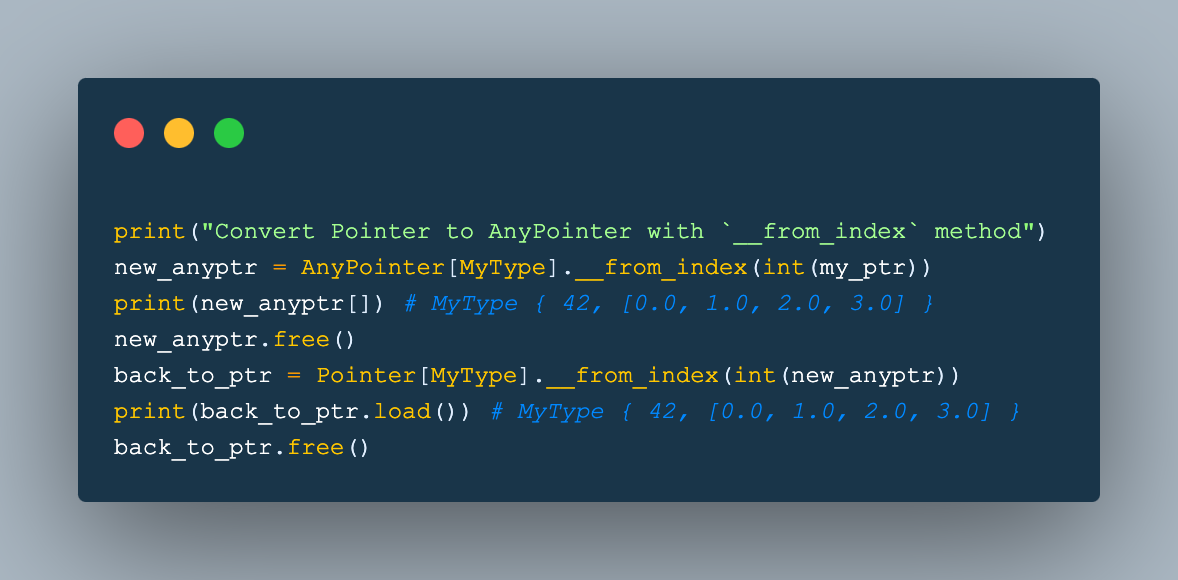 print("Convert Pointer to AnyPointer with `__from_index` method")
new_anyptr = AnyPointer[MyType].__from_index(int(my_ptr))
print(new_anyptr[]) # MyType { 42, [0.0, 1.0, 2.0, 3.0] }
new_anyptr.free()
back_to_ptr = Pointer[MyType].__from_index(int(new_anyptr))
print(back_to_ptr.load()) # MyType { 42, [0.0, 1.0, 2.0, 3.0] }
back_to_ptr.free()